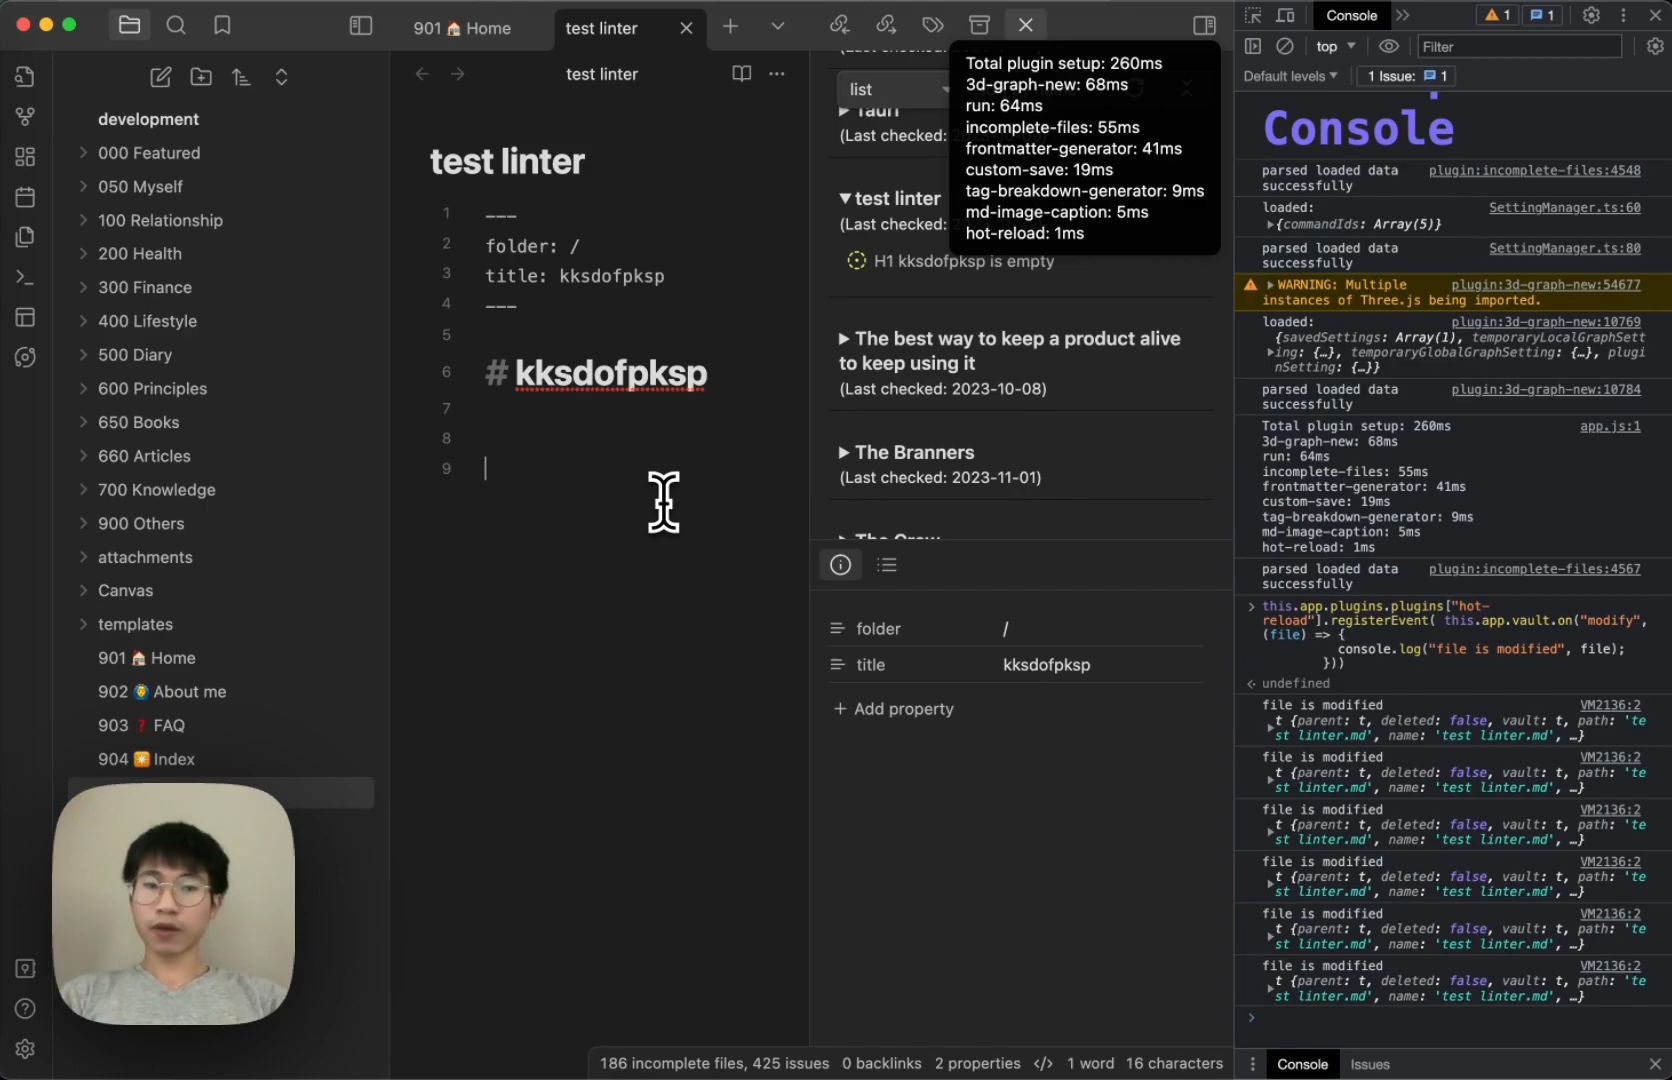 901 🏠 Home
test linter
development
000 Featured
050 Myself
100 Relationship
200 Health
300 Finance
400 Lifestyle
500 Diary
600 Principles
650 Books
660 Articles
700 Knowledge
900 Others
attachments
Canvas
templates
901 🏠 Home
902 🙆‍♂️ About me
903 ❓ FAQ
904 ✴️ Index
test linter
test linter
1 ---
2 folder: /
3 title: kksdofpksp
4 ---
5
6 # kksdofpksp
7
8
9
list
(Last checked:
test linter
(Last checked:
H1 kksdofpksp is empty
The best way to keep a product alive
to keep using it
(Last checked: 2023-10-08)
The Branners
(Last checked: 2023-11-01)
Total plugin setup: 260ms
3d-graph-new: 68ms
run: 64ms
incomplete-files: 55ms
frontmatter-generator: 41ms
custom-save: 19ms
tag-breakdown-generator: 9ms
md-image-caption: 5ms
hot-reload: 1ms
folder /
title kksdofpksp
+ Add property
186 incomplete files, 425 issues 0 backlinks 2 properties </> 1 word 16 characters
Console
1
1
top
Filter
Default levels
1 Issue: 1
Console
parsed loaded data plugin:incomplete-files:4548
successfully
loaded: SettingManager.ts:60
{commandIds: Array(5)}
parsed loaded data SettingManager.ts:80
successfully
WARNING: Multiple plugin:3d-graph-new:54677
instances of Three.js being imported.
loaded: plugin:3d-graph-new:10769
{savedSettings: Array(1), temporaryLocalGraphSett
ing: {…}, temporaryGlobalGraphSetting: {…}, plugi
nSetting: {…}}
parsed loaded data plugin:3d-graph-new:10784
successfully
Total plugin setup: 260ms app.js:1
3d-graph-new: 68ms
run: 64ms
incomplete-files: 55ms
frontmatter-generator: 41ms
custom-save: 19ms
tag-breakdown-generator: 9ms
md-image-caption: 5ms
hot-reload: 1ms
parsed loaded data plugin:incomplete-files:4567
successfully
this.app.plugins.plugins["hot-
reload"].registerEvent( this.app.vault.on("modify",
(file) => {
console.log("file is modified", file);
}))
undefined
file is modified VM2136:2
t {parent: t, deleted: false, vault: t, path: 'te
st linter.md', name: 'test linter.md', …}
file is modified VM2136:2
t {parent: t, deleted: false, vault: t, path: 'te
st linter.md', name: 'test linter.md', …}
file is modified VM2136:2
t {parent: t, deleted: false, vault: t, path: 'te
st linter.md', name: 'test linter.md', …}
file is modified VM2136:2
t {parent: t, deleted: false, vault: t, path: 'te
st linter.md', name: 'test linter.md', …}
file is modified VM2136:2
t {parent: t, deleted: false, vault: t, path: 'te
st linter.md', name: 'test linter.md', …}
file is modified VM2136:2
t {parent: t, deleted: false, vault: t, path: 'te
st linter.md', name: 'test linter.md', …}
Console
Issues